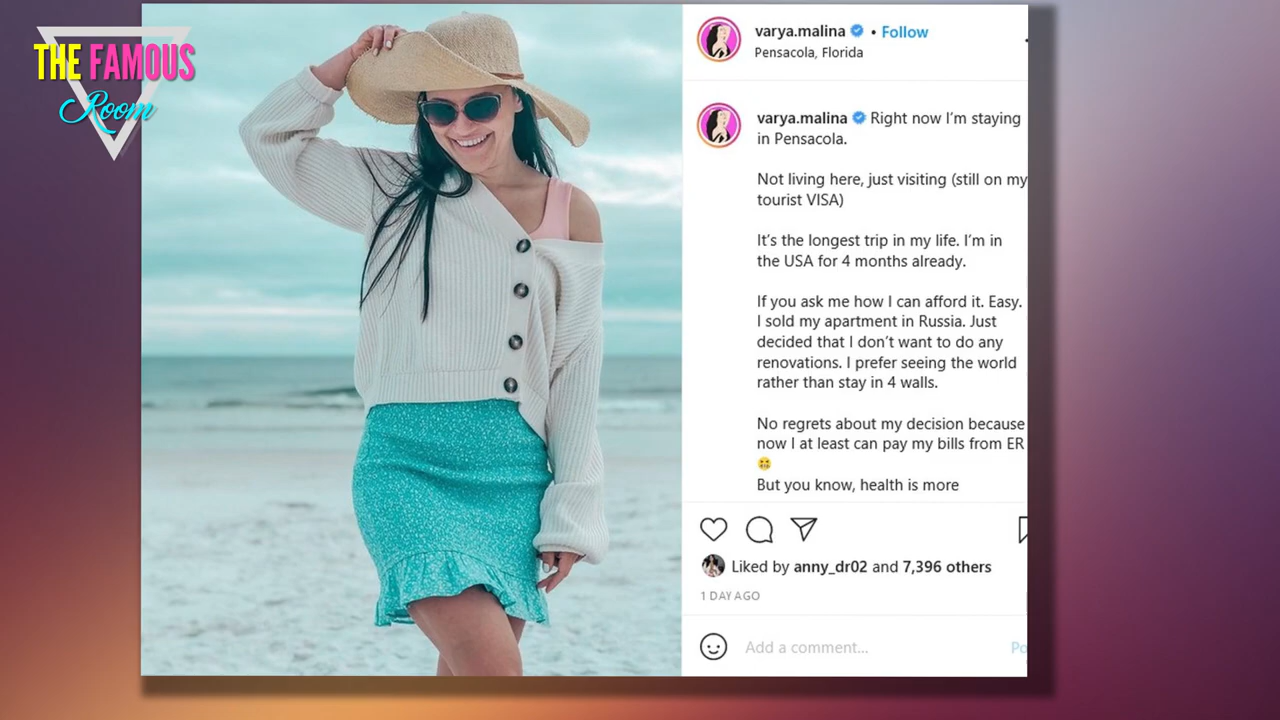 THE FAMOUS
Room
varya.malina • Follow
Pensacola, Florida
varya.malina Right now I'm staying
in Pensacola.
Not living here, just visiting (still on my
tourist VISA)
It's the longest trip in my life. I'm in
the USA for 4 months already.
If you ask me how I can afford it. Easy.
I sold my apartment in Russia. Just
decided that I don't want to do any
renovations. I prefer seeing the world
rather than stay in 4 walls.
No regrets about my decision because
now I at least can pay my bills from ER
But you know, health is more
Liked by anny_dr02 and 7,396 others
1 DAY AGO
Add a comment...
Po